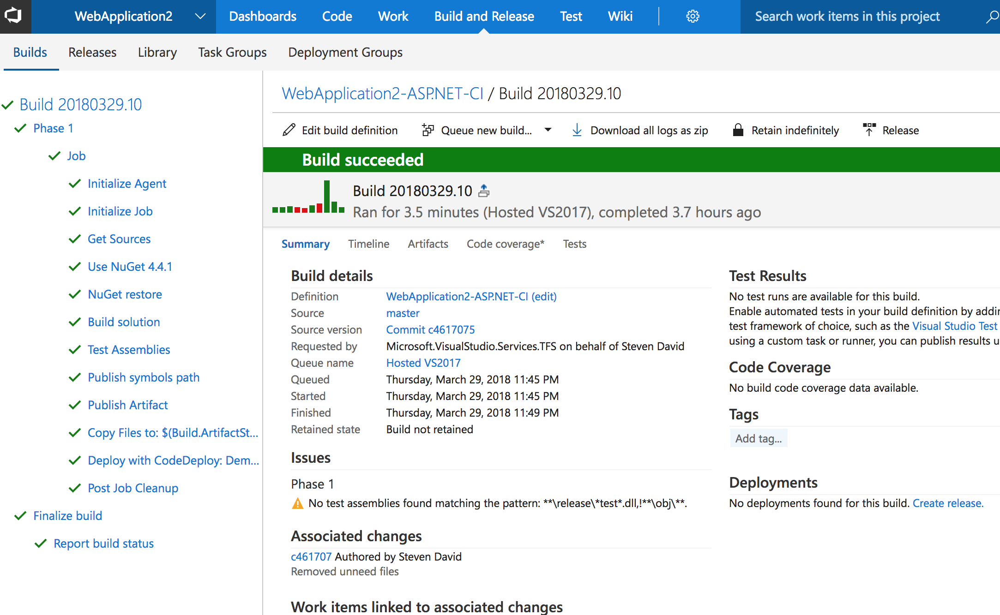 WebApplication2
Dashboards Code Work Build and Release Test Wiki
Search work items in this project
Builds Releases Library Task Groups Deployment Groups
Build 20180329.10
Phase 1
Job
Initialize Agent
Initialize Job
Get Sources
Use NuGet 4.4.1
NuGet restore
Build solution
Test Assemblies
Publish symbols path
Publish Artifact
Copy Files to: $(Build.ArtifactSt...
Deploy with CodeDeploy: Dem...
Post Job Cleanup
Finalize build
Report build status
WebApplication2-ASP.NET-CI / Build 20180329.10
Edit build definition Queue new build... Download all logs as zip Retain indefinitely Release
Build succeeded
Build 20180329.10
Ran for 3.5 minutes (Hosted VS2017), completed 3.7 hours ago
Summary Timeline Artifacts Code coverage* Tests
Build details
Definition WebApplication2-ASP.NET-CI (edit)
Source master
Source version Commit c4617075
Requested by Microsoft.VisualStudio.Services.TFS on behalf of Steven David
Queue name Hosted VS2017
Queued Thursday, March 29, 2018 11:45 PM
Started Thursday, March 29, 2018 11:45 PM
Finished Thursday, March 29, 2018 11:49 PM
Retained state Build not retained
Issues
Phase 1
No test assemblies found matching the pattern: **\release\*test*.dll,!**\obj\**.
Associated changes
c461707 Authored by Steven David
Removed unneed files
Work items linked to associated changes
Test Results
No test runs are available for this build.
Enable automated tests in your build definition by
test framework of choice, such as the Visual Studio Test
using a custom task or runner, you can publish results
Code Coverage
No build code coverage data available.
Tags
Add tag...
Deployments
No deployments found for this build. Create release.